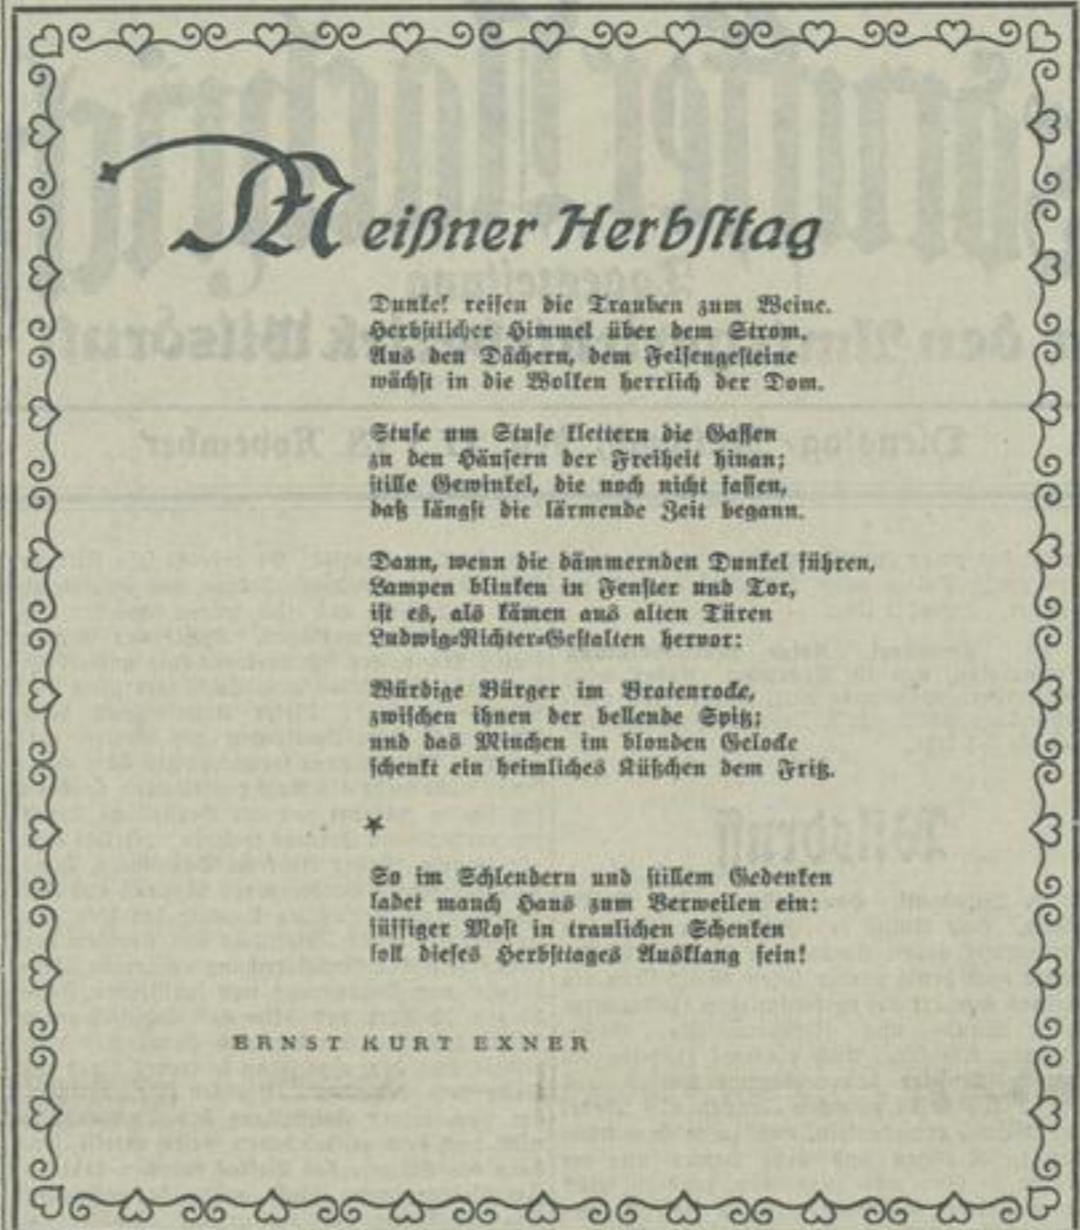 Meißner Herbsttag
Dunkel reifen die Trauben zum Weine.
Herbstlicher Himmel über dem Strom.
Aus den Dächern, dem Felsengesteine
wächst in die Wolken herrlich der Dom.
Stufe um Stufe klettern die Gassen
zu den Häusern der Freiheit hinan;
stille Gewinkel, die noch nicht fassen,
daß längst die lärmende Zeit begann.
Dann, wenn die dämmernden Dunkel führen,
Lampen blinken in Fenster und Tor,
ist es, als kämen aus alten Türen
Ludwig-Richter-Gestalten hervor:
Würdige Bürger im Bratenrocke,
zwischen ihnen der bellende Spitz;
und das Minchen im blonden Gelocke
schenkt ein heimliches Küßchen dem Fritz.
*
So im Schlendern und stillem Gedenken
ladet manch Haus zum Verweilen ein:
süffiger Most in traulichen Schenken
soll dieses Herbsttages Ausklang sein!
ERNST KURT EXNER